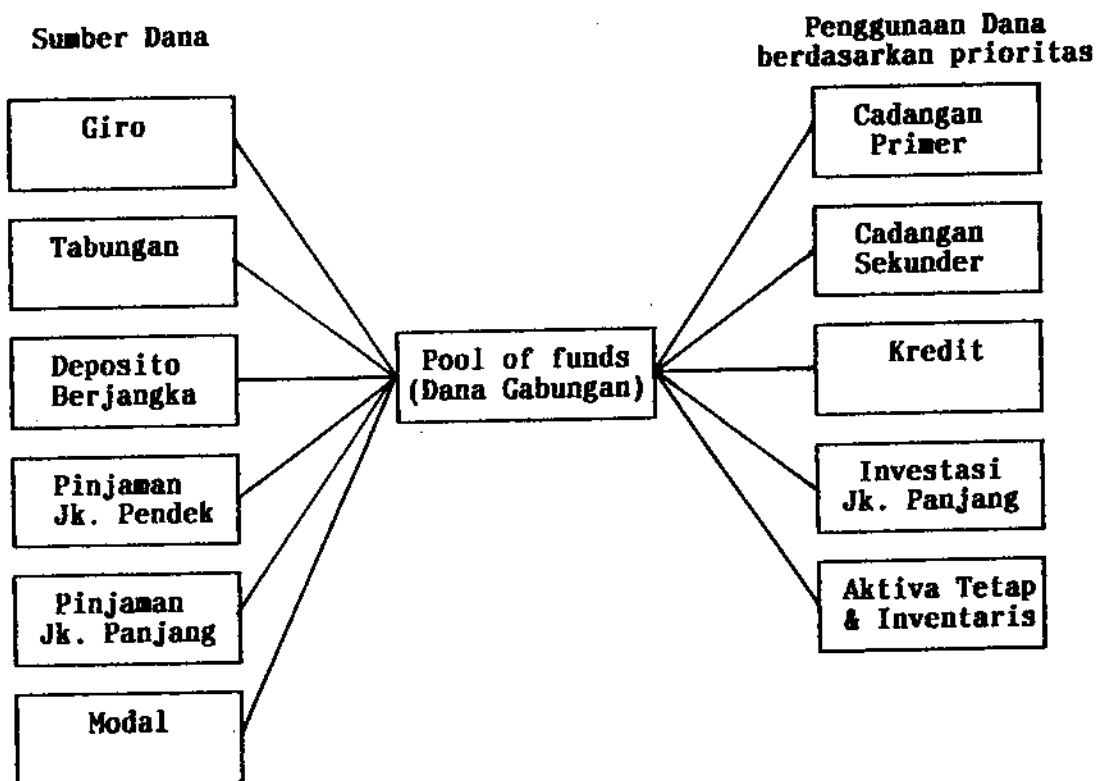 Sumber Dana
Penggunaan Dana
berdasarkan prioritas
Giro
Tabungan
Deposito
Berjangka
Pinjaman
Jk. Pendek
Pinjaman
Jk. Panjang
Modal
Pool of funds
(Dana Gabungan)
Cadangan
Primer
Cadangan
Sekunder
Kredit
Investasi
Jk. Panjang
Aktiva Tetap
& Inventaris